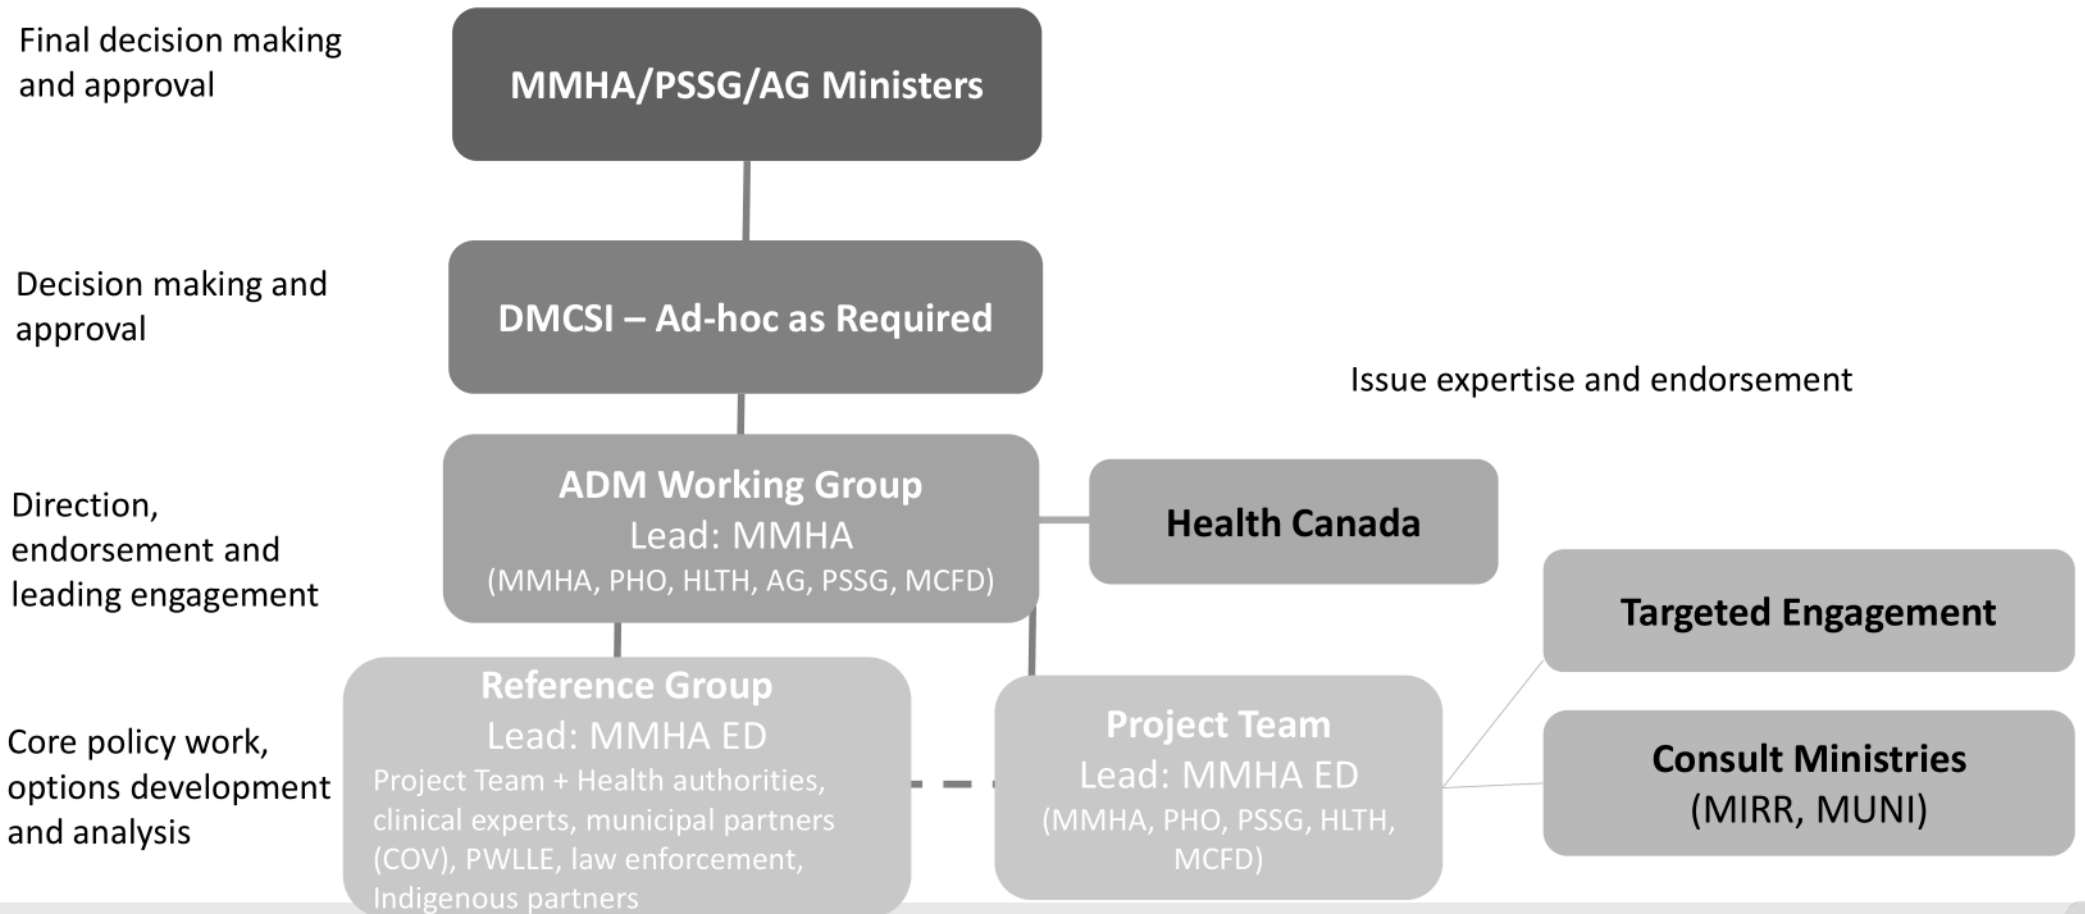 Final decision making
and approval
MMHA/PSSG/AG Ministers
Decision making and
approval
DMCSI – Ad-hoc as Required
Issue expertise and endorsement
Direction,
endorsement and
leading engagement
ADM Working Group
Lead: MMHA
(MMHA, PHO, HLTH, AG, PSSG, MCFD)
Health Canada
Targeted Engagement
Core policy work,
options development
and analysis
Reference Group
Lead: MMHA ED
Project Team + Health authorities,
clinical experts, municipal partners
(COV), PWLLE, law enforcement,
Indigenous partners
Project Team
Lead: MMHA ED
(MMHA, PHO, PSSG, HLTH,
MCFD)
Consult Ministries
(MIRR, MUNI)